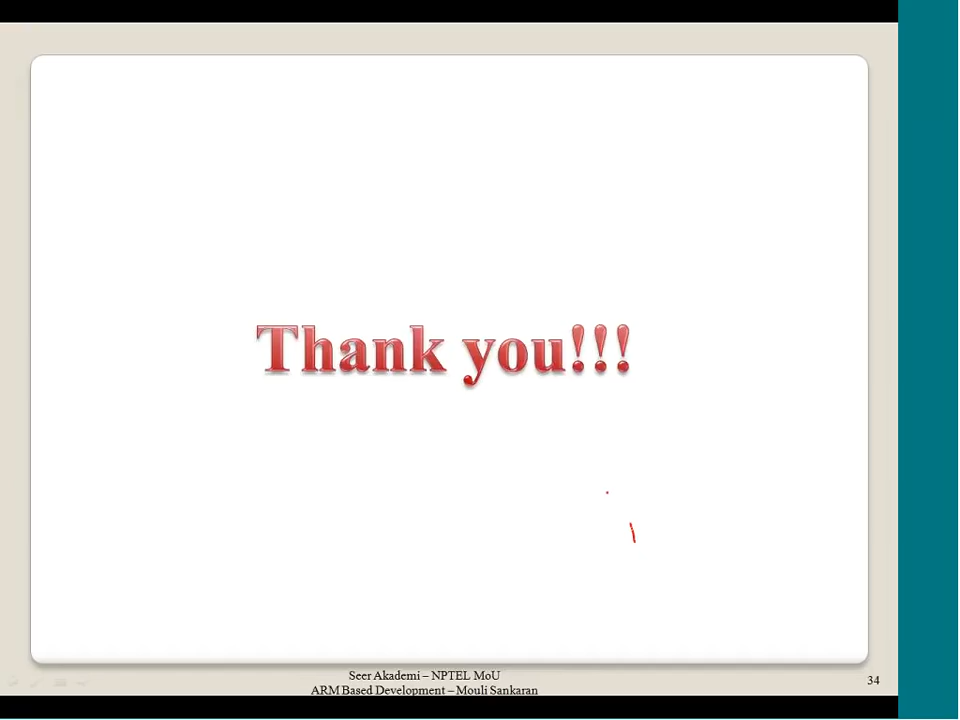 Thank you!!!
Seer Akademi – NPTEL MoU
ARM Based Development – Mouli Sankaran
34